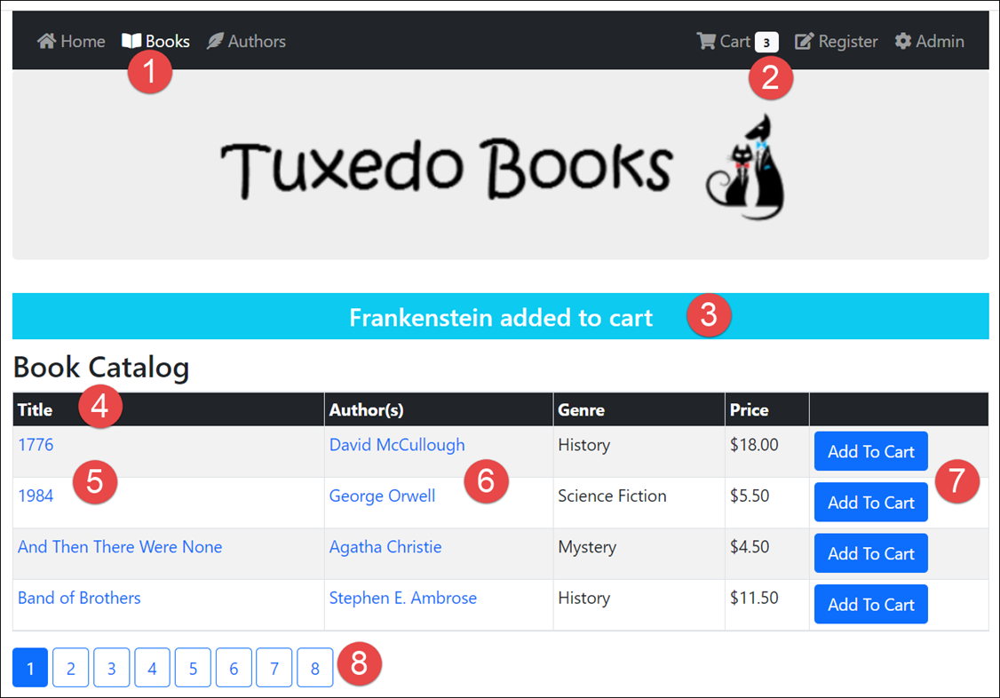 Home Books Authors Cart 3 Register Admin
1 2
Tuxedo Books
Frankenstein added to cart 3
Book Catalog
Title 4 Author(s) Genre Price
1776 David McCullough History $18.00 Add To Cart
5 6 7
1984 George Orwell Science Fiction $5.50 Add To Cart
And Then There Were None Agatha Christie Mystery $4.50 Add To Cart
Band of Brothers Stephen E. Ambrose History $11.50 Add To Cart
1 2 3 4 5 6 7 8 8